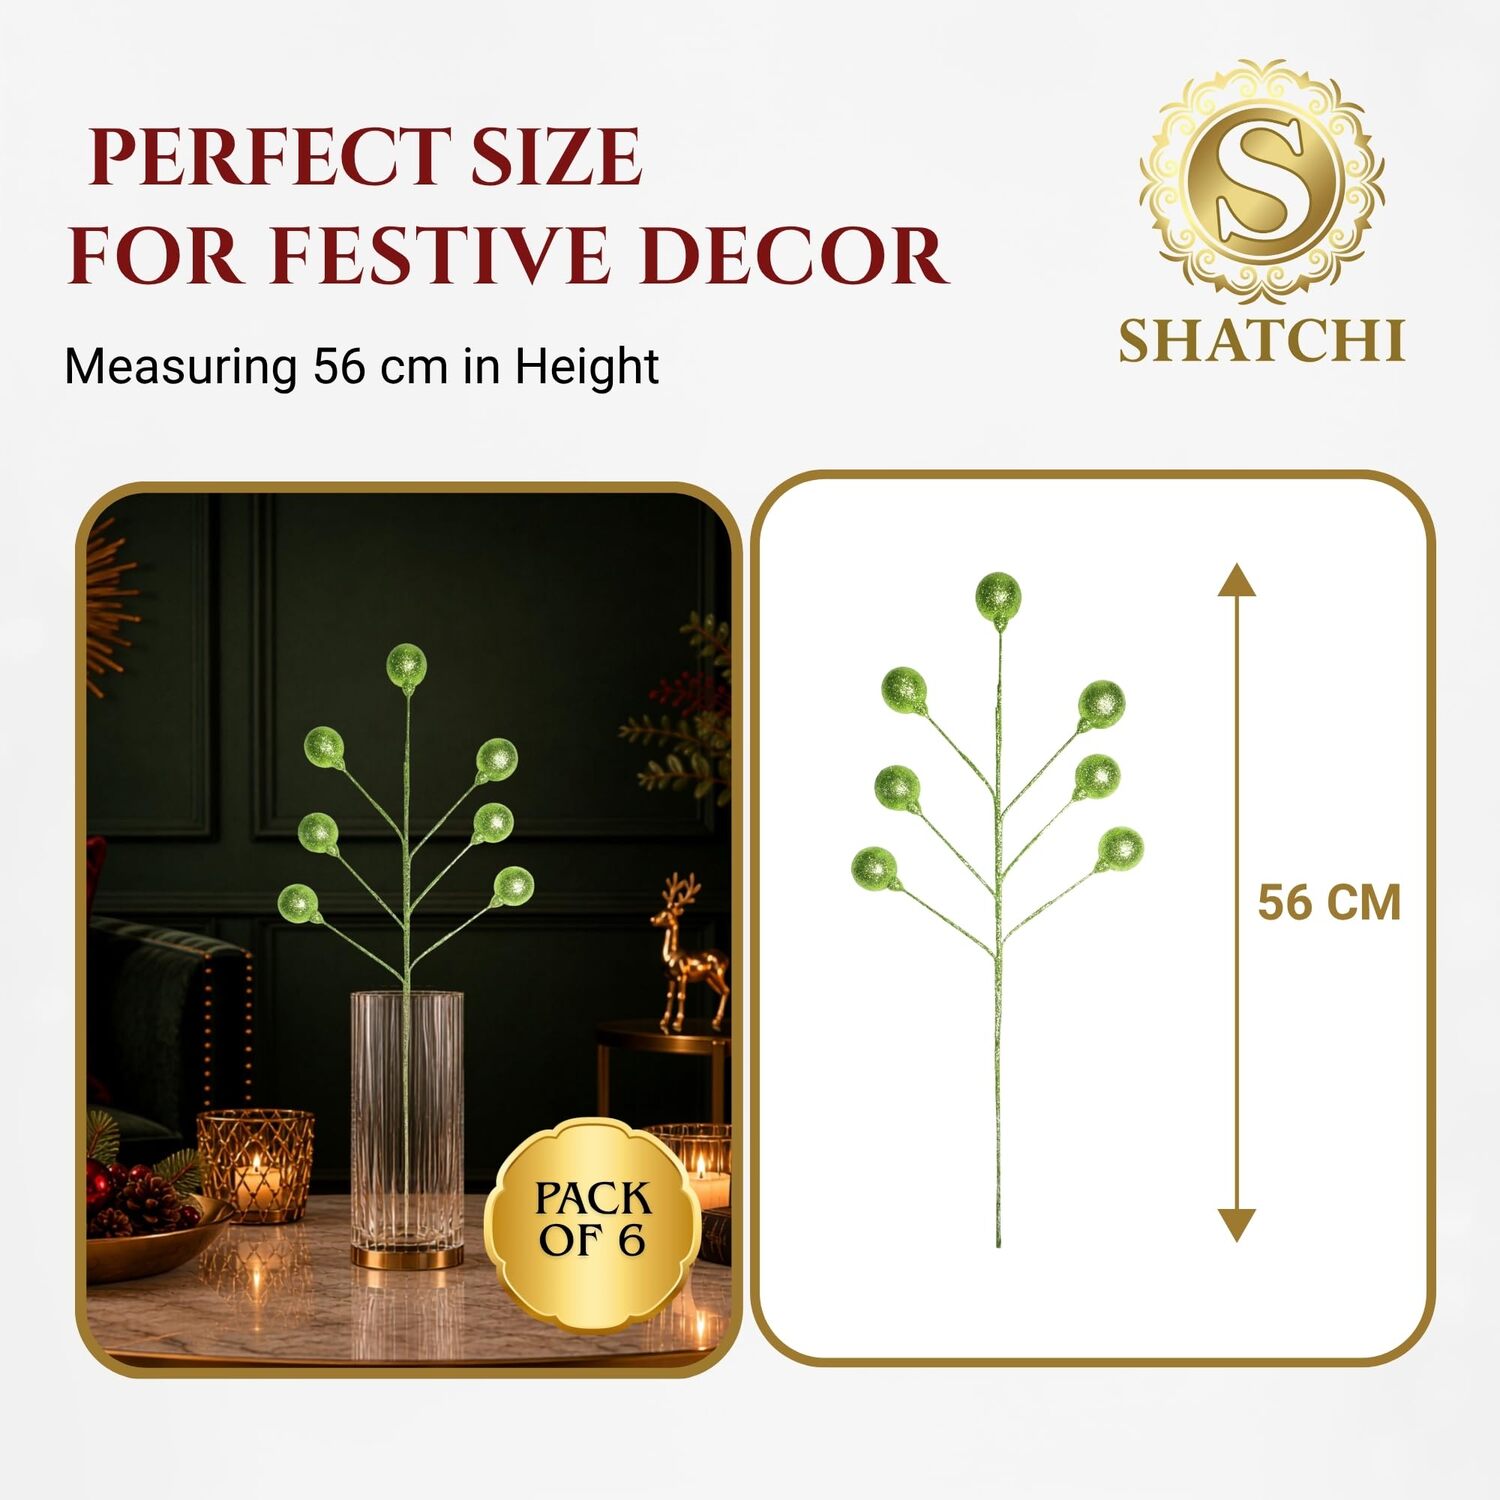 PERFECT SIZE
FOR FESTIVE DECOR
Measuring 56 cm in Height
S
SHATCHI
56 CM
PACK
OF 6